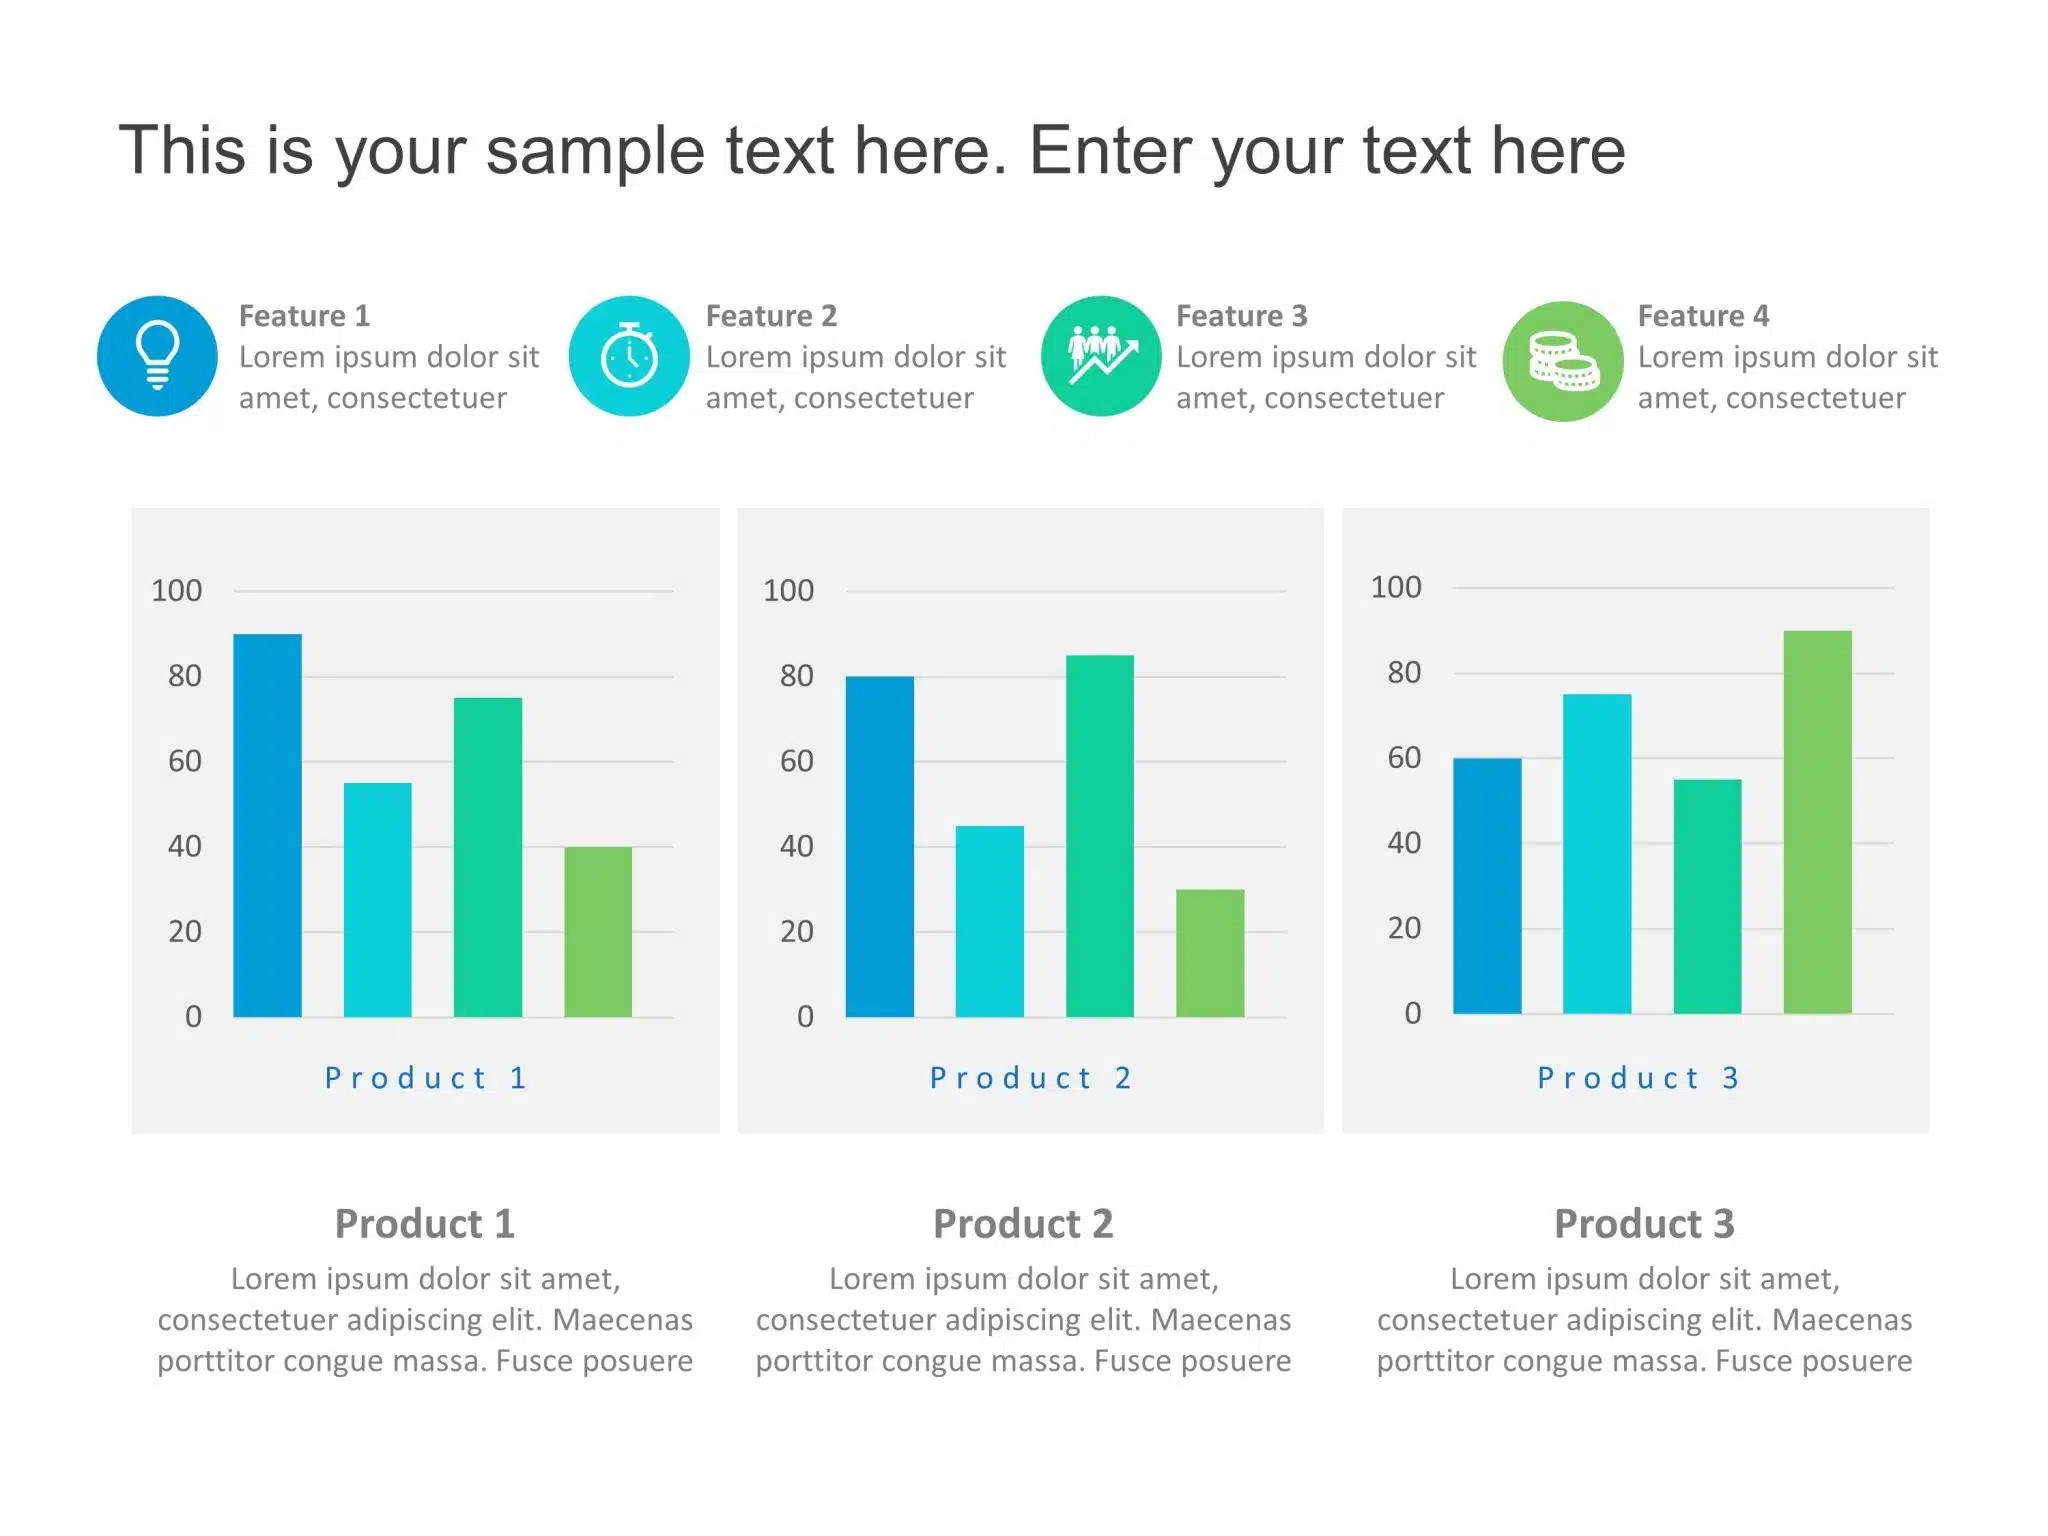 This is your sample text here. Enter your text here
Feature 1
Lorem ipsum dolor sit
amet, consectetuer
Feature 2
Lorem ipsum dolor sit
amet, consectetuer
Feature 3
Lorem ipsum dolor sit
amet, consectetuer
Feature 4
Lorem ipsum dolor sit
amet, consectetuer
100
80
60
40
20
0
Product 1
100
80
60
40
20
0
Product 2
100
80
60
40
20
0
Product 3
Product 1
Lorem ipsum dolor sit amet,
consectetuer adipiscing elit. Maecenas
porttitor congue massa. Fusce posuere
Product 2
Lorem ipsum dolor sit amet,
consectetuer adipiscing elit. Maecenas
porttitor congue massa. Fusce posuere
Product 3
Lorem ipsum dolor sit amet,
consectetuer adipiscing elit. Maecenas
porttitor congue massa. Fusce posuere